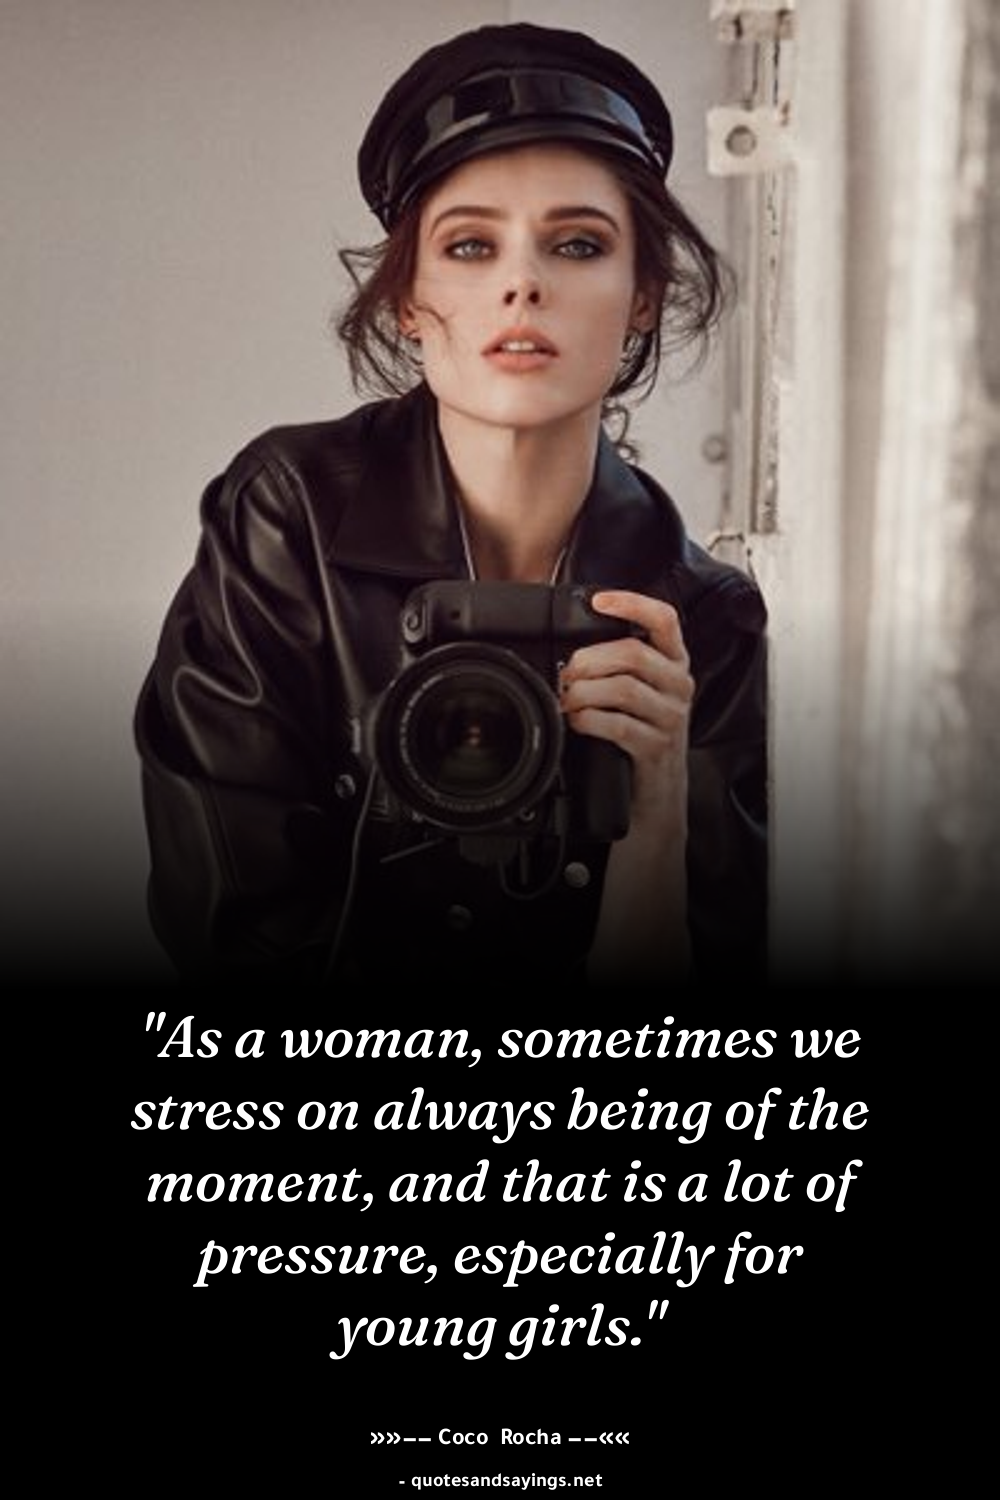 "As a woman, sometimes we
stress on always being of the
moment, and that is a lot of
pressure, especially for
young girls."
»»–– Coco Rocha ––««
- quotesandsayings.net